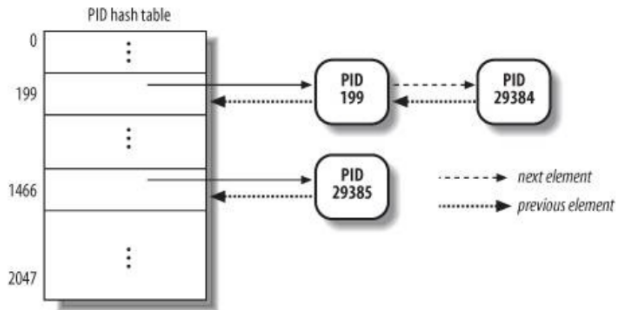 PID hash table
0
199
1466
2047
PID
199
PID
29384
PID
29385
next element
previous element